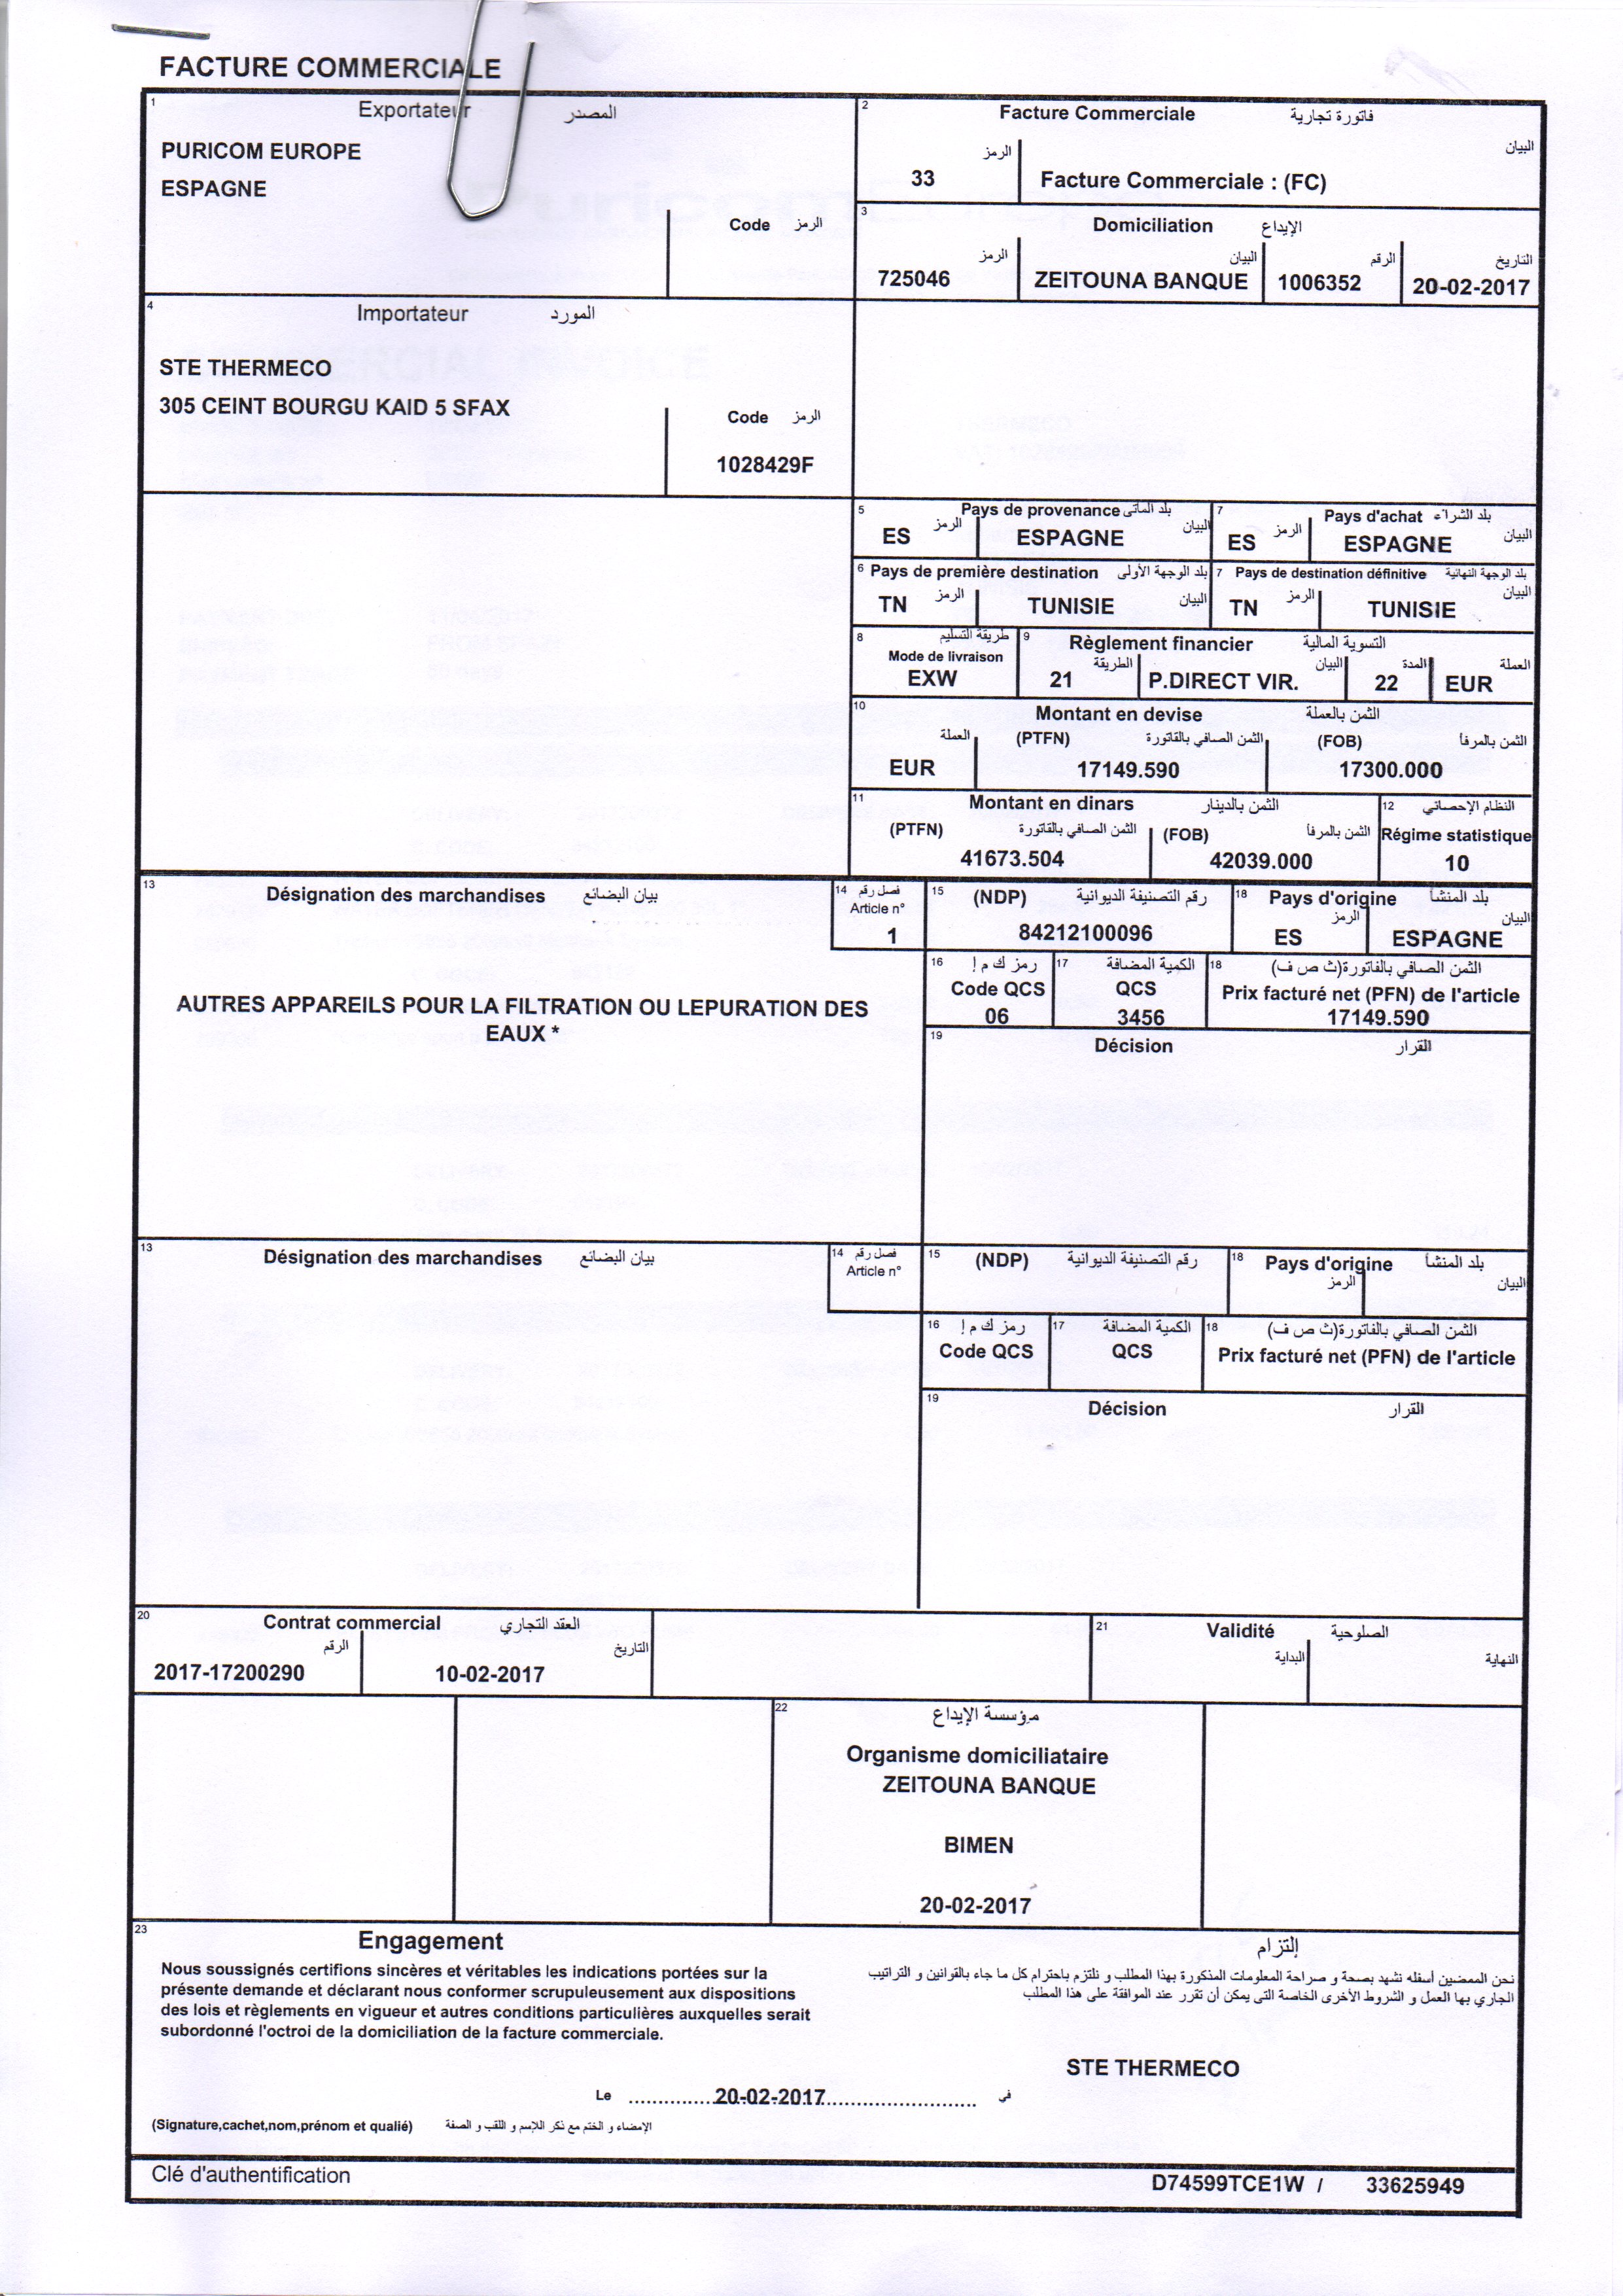 FACTURE COMMERCIALE
1 Exportateur المصدر
PURICOM EUROPE
ESPAGNE
Code الرمز
2 Facture Commerciale فاتورة تجارية
الرمز البيان
33 Facture Commerciale : (FC)
3 Domiciliation الإيداع
الرمز البيان الرقم التاريخ
725046 ZEITOUNA BANQUE 1006352 20-02-2017
4 Importateur المورد
STE THERMECO
305 CEINT BOURGU KAID 5 SFAX
Code الرمز
1028429F
5 Pays de provenance بلد المأتى
الرمز البيان
ES ESPAGNE
7 Pays d'achat بلد الشراء
الرمز البيان
ES ESPAGNE
6 Pays de première destination بلد الوجهة الأولى
الرمز البيان
TN TUNISIE
7 Pays de destination définitive بلد الوجهة النهائية
الرمز البيان
TN TUNISIE
8 طريقة التسليم
Mode de livraison
EXW
9 Règlement financier التسوية المالية
الطريقة البيان المدة العملة
21 P.DIRECT VIR. 22 EUR
10 Montant en devise الثمن بالعملة
العملة (PTFN) الثمن الصافي بالفاتورة (FOB) الثمن بالمرفأ
EUR 17149.590 17300.000
11 Montant en dinars الثمن بالدينار
(PTFN) الثمن الصافي بالفاتورة (FOB) الثمن بالمرفأ
41673.504 42039.000
12 النظام الإحصائي
Régime statistique
10
13 Désignation des marchandises بيان البضائع
AUTRES APPAREILS POUR LA FILTRATION OU LEPURATION DES
EAUX *
14 فصل رقم
Article n°
1
15 (NDP) رقم التصنيفة الديوانية
84212100096
18 Pays d'origine بلد المنشأ
الرمز البيان
ES ESPAGNE
16 رمز ك م إ
Code QCS
06
17 الكمية المضافة
QCS
3456
18 الثمن الصافي بالفاتورة(ث ص ف)
Prix facturé net (PFN) de l'article
17149.590
19 Décision القرار
13 Désignation des marchandises بيان البضائع
14 فصل رقم
Article n°
15 (NDP) رقم التصنيفة الديوانية
18 Pays d'origine بلد المنشأ
الرمز البيان
16 رمز ك م إ
Code QCS
17 الكمية المضافة
QCS
18 الثمن الصافي بالفاتورة(ث ص ف)
Prix facturé net (PFN) de l'article
19 Décision القرار
20 Contrat commercial العقد التجاري
الرقم التاريخ
2017-17200290 10-02-2017
21 Validité الصلوحية
البداية النهاية
22 مؤسسة الإيداع
Organisme domiciliataire
ZEITOUNA BANQUE
BIMEN
20-02-2017
23 Engagement إلتزام
Nous soussignés certifions sincères et véritables les indications portées sur la
présente demande et déclarant nous conformer scrupuleusement aux dispositions
des lois et règlements en vigueur et autres conditions particulières auxquelles serait
subordonné l'octroi de la domiciliation de la facture commerciale.
نحن الممضين أسفله نشهد بصحة و صراحة المعلومات المذكورة بهذا المطلب و نلتزم باحترام كل ما جاء بالقوانين و التراتيب
الجاري بها العمل و الشروط الأخرى الخاصة التى يمكن أن تقرر عند الموافقة على هذا المطلب
STE THERMECO
Le 20-02-2017 في
(Signature,cachet,nom,prénom et qualié) الإمضاء و الختم مع ذكر اللإسم و اللقب و الصفة
Clé d'authentification D74599TCE1W / 33625949